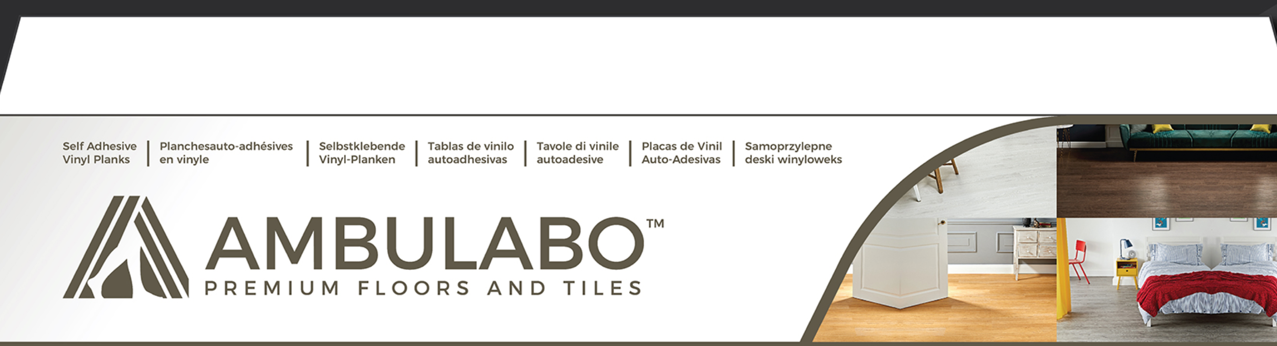 Self Adhesive
Vinyl Planks
Planchesauto-adhésives
en vinyle
Selbstklebende
Vinyl-Planken
Tablas de vinilo
autoadhesivas
Tavole di vinile
autoadesive
Placas de Vinil
Auto-Adesivas
Samoprzylepne
deski winyloweks
AMBULABO™
PREMIUM FLOORS AND TILES